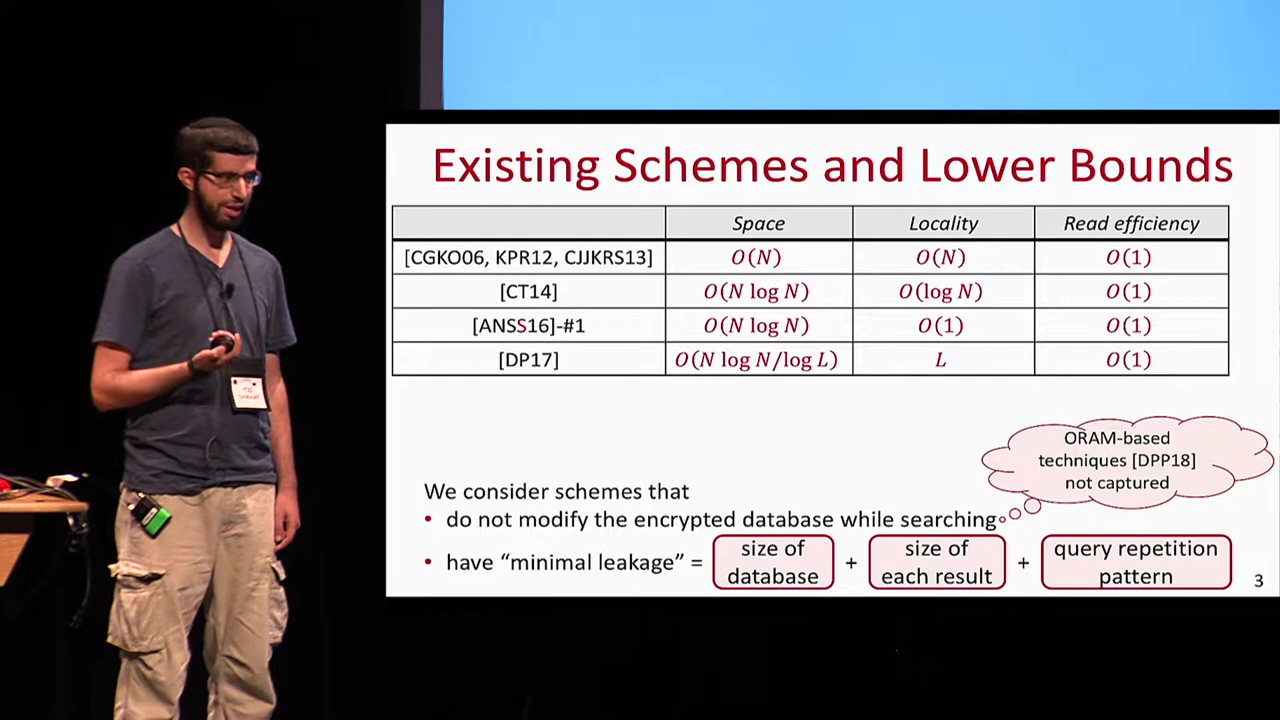 Existing Schemes and Lower Bounds
Space Locality Read efficiency
[CGKO06, KPR12, CJJKRS13] O(N) O(N) O(1)
[CT14] O(N log N) O(log N) O(1)
[ANSS16]-#1 O(N log N) O(1) O(1)
[DP17] O(N log N/log L) L O(1)
ORAM-based
techniques [DPP18]
not captured
We consider schemes that
• do not modify the encrypted database while searching
• have “minimal leakage” = size of database + size of each result + query repetition pattern
3